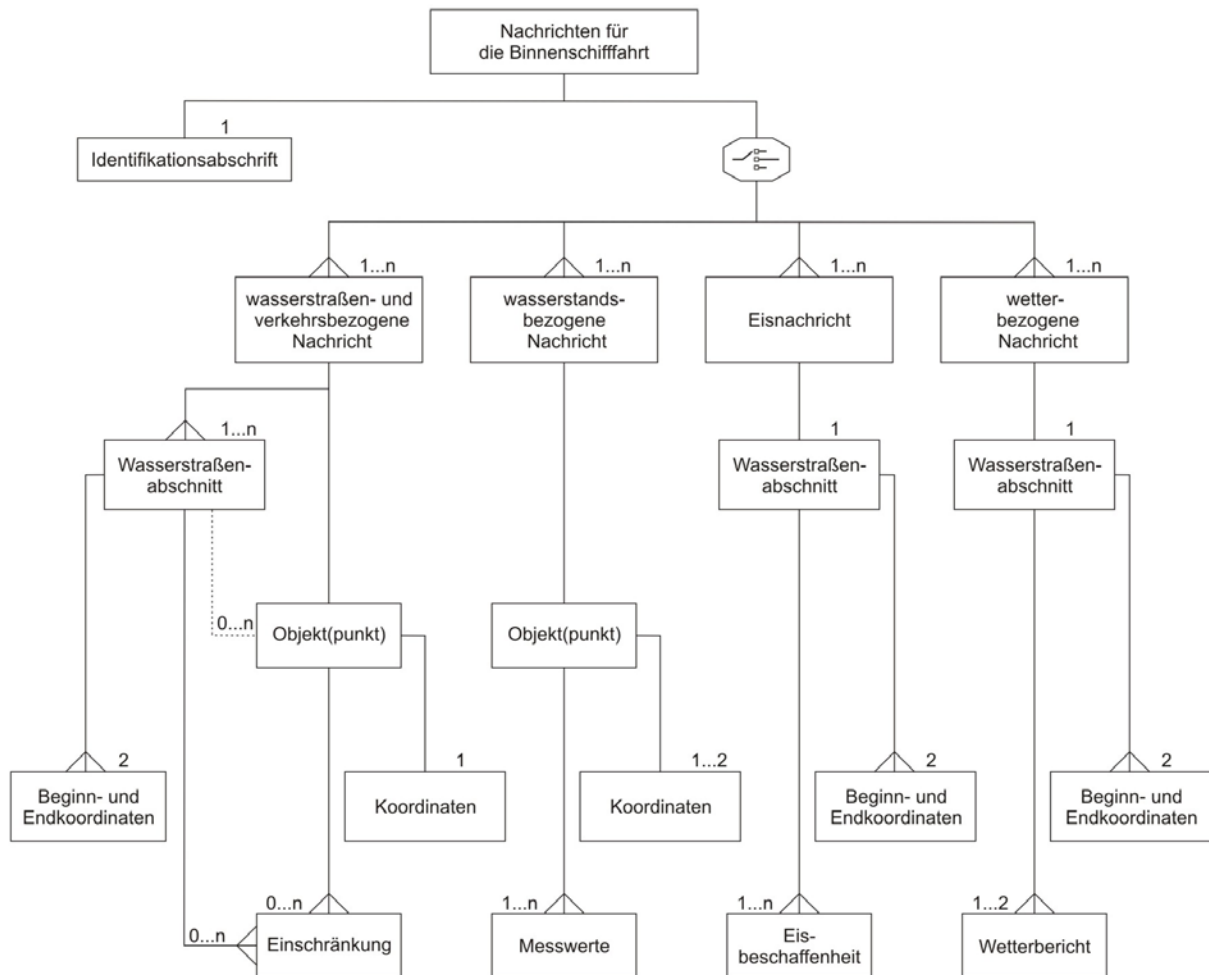 Nachrichten für
die Binnenschifffahrt
1
Identifikationsabschrift
1...n
1...n
1...n
1...n
wasserstraßen- und
verkehrsbezogene
Nachricht
wasserstands-
bezogene
Nachricht
Eisnachricht
wetter-
bezogene
Nachricht
1...n
1
1
Wasserstraßen-
abschnitt
Wasserstraßen-
abschnitt
Wasserstraßen-
abschnitt
0...n
Objekt(punkt)
Objekt(punkt)
2
1
1...2
2
2
Beginn- und
Endkoordinaten
Koordinaten
Koordinaten
Beginn- und
Endkoordinaten
Beginn- und
Endkoordinaten
0...n
1...n
1...n
1...2
0...n
Einschränkung
Messwerte
Eis-
beschaffenheit
Wetterbericht